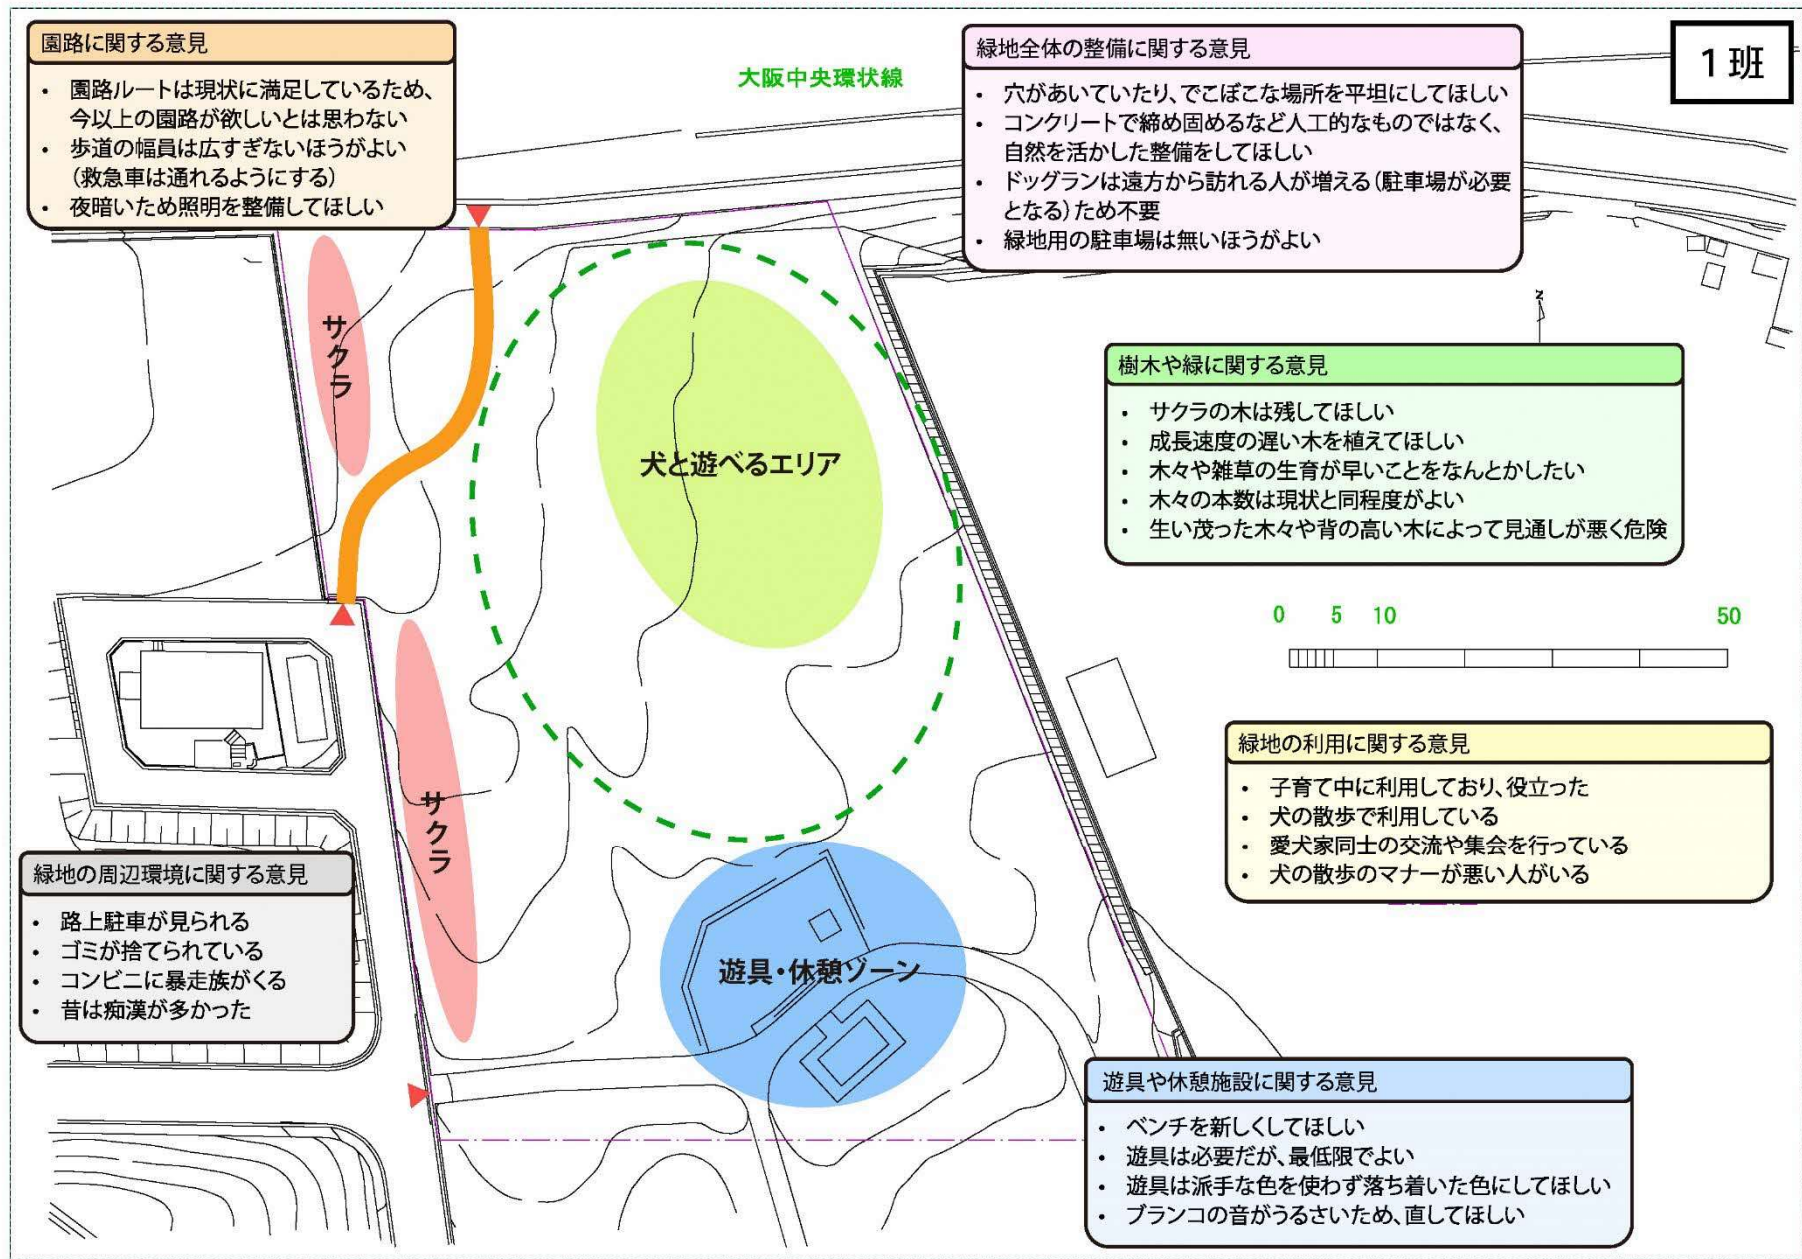 園路に関する意見
・ 園路ルートは現状に満足しているため、
今以上の園路が欲しいとは思わない
・ 歩道の幅員は広すぎないほうがよい
(救急車は通れるようにする)
・ 夜暗いため照明を整備してほしい
大阪中央環状線
緑地全体の整備に関する意見
・ 穴があいていたり、でこぼこな場所を平坦にしてほしい
・ コンクリートで締め固めるなど人工的なものではなく、
自然を活かした整備をしてほしい
・ ドッグランは遠方から訪れる人が増える(駐車場が必要
となる)ため不要
・ 緑地用の駐車場は無いほうがよい
1班
N
サクラ
犬と遊べるエリア
樹木や緑に関する意見
・ サクラの木は残してほしい
・ 成長速度の遅い木を植えてほしい
・ 木々や雑草の生育が早いことをなんとかしたい
・ 木々の本数は現状と同程度がよい
・ 生い茂った木々や背の高い木によって見通しが悪く危険
0 5 10 50
サクラ
緑地の利用に関する意見
・ 子育て中に利用しており、役立った
・ 犬の散歩で利用している
・ 愛犬家同士の交流や集会を行っている
・ 犬の散歩のマナーが悪い人がいる
緑地の周辺環境に関する意見
・ 路上駐車が見られる
・ ゴミが捨てられている
・ コンビニに暴走族がくる
・ 昔は痴漢が多かった
遊具・休憩ゾーン
遊具や休憩施設に関する意見
・ ベンチを新しくしてほしい
・ 遊具は必要だが、最低限でよい
・ 遊具は派手な色を使わず落ち着いた色にしてほしい
・ ブランコの音がうるさいため、直してほしい